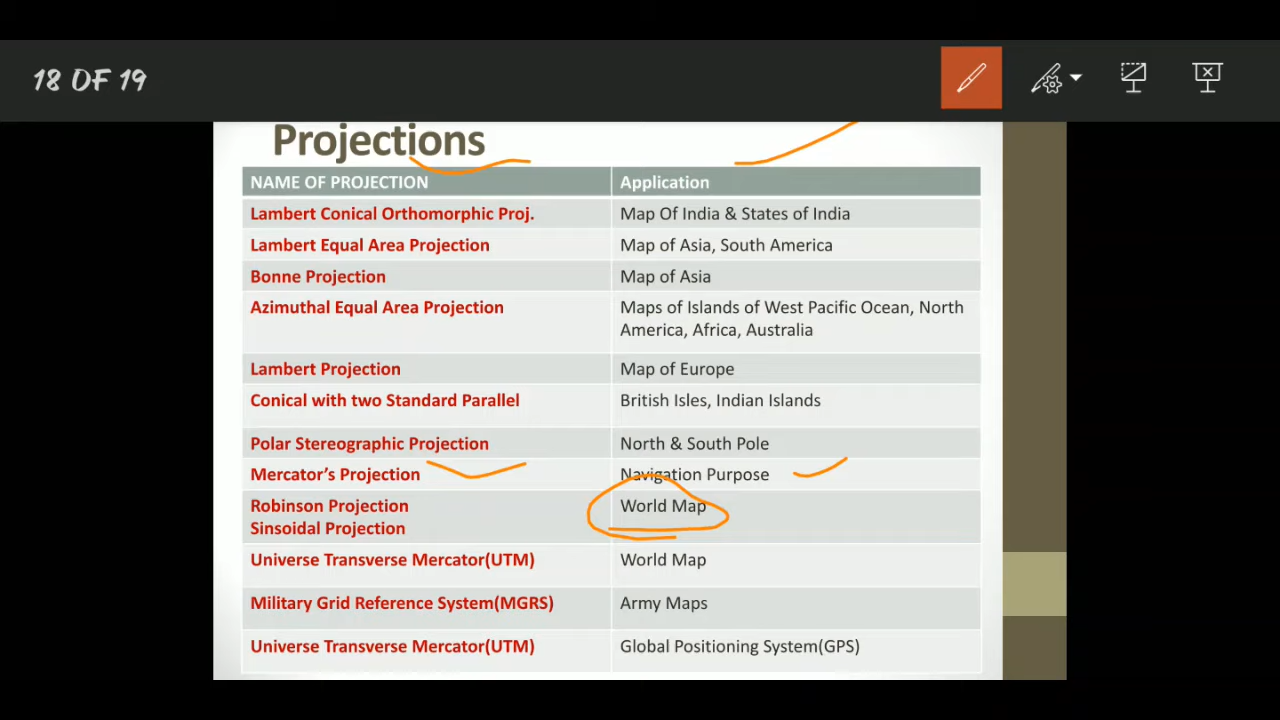 18 OF 19
Projections
NAME OF PROJECTION Application
Lambert Conical Orthomorphic Proj. Map Of India & States of India
Lambert Equal Area Projection Map of Asia, South America
Bonne Projection Map of Asia
Azimuthal Equal Area Projection Maps of Islands of West Pacific Ocean, North
America, Africa, Australia
Lambert Projection Map of Europe
Conical with two Standard Parallel British Isles, Indian Islands
Polar Stereographic Projection North & South Pole
Mercator's Projection Navigation Purpose
Robinson Projection World Map
Sinsoidal Projection
Universe Transverse Mercator(UTM) World Map
Military Grid Reference System(MGRS) Army Maps
Universe Transverse Mercator(UTM) Global Positioning System(GPS)